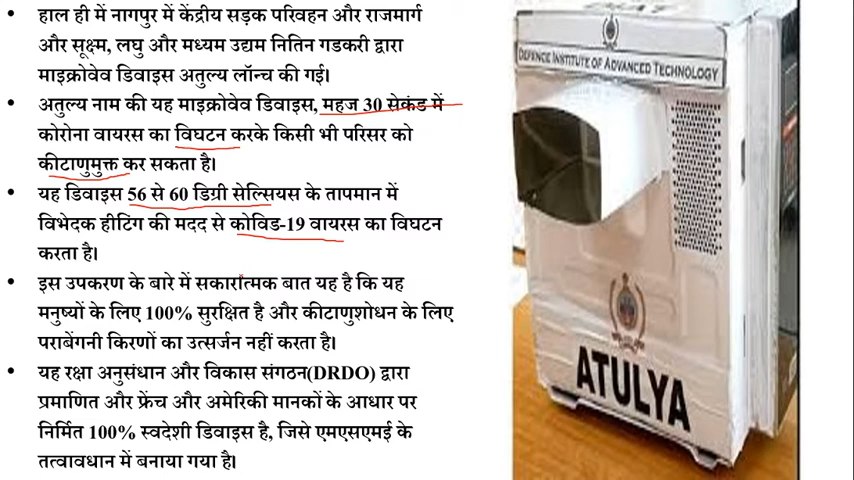 • हाल ही में नागपुर में केंद्रीय सड़क परिवहन और राजमार्ग
और सूक्ष्म, लघु और मध्यम उद्यम नितिन गडकरी द्वारा
माइक्रोवेव डिवाइस अतुल्य लॉन्च की गई।
• अतुल्य नाम की यह माइक्रोवेव डिवाइस, महज 30 सेकंड में
कोरोना वायरस का विघटन करके किसी भी परिसर को
कीटाणुमुक्त कर सकता है।
• यह डिवाइस 56 से 60 डिग्री सेल्सियस के तापमान में
विभेदक हीटिंग की मदद से कोविड-19 वायरस का विघटन
करता है।
• इस उपकरण के बारे में सकारात्मक बात यह है कि यह
मनुष्यों के लिए 100% सुरक्षित है और कीटाणुशोधन के लिए
पराबेंगनी किरणों का उत्सर्जन नहीं करता है।
• यह रक्षा अनुसंधान और विकास संगठन(DRDO) द्वारा
प्रमाणित और फ्रेंच और अमेरिकी मानकों के आधार पर
निर्मित 100% स्वदेशी डिवाइस है, जिसे एमएसएमई के
तत्वावधान में बनाया गया है।
DEFENCE INSTITUTE OF ADVANCED TECHNOLOGY
ATULYA